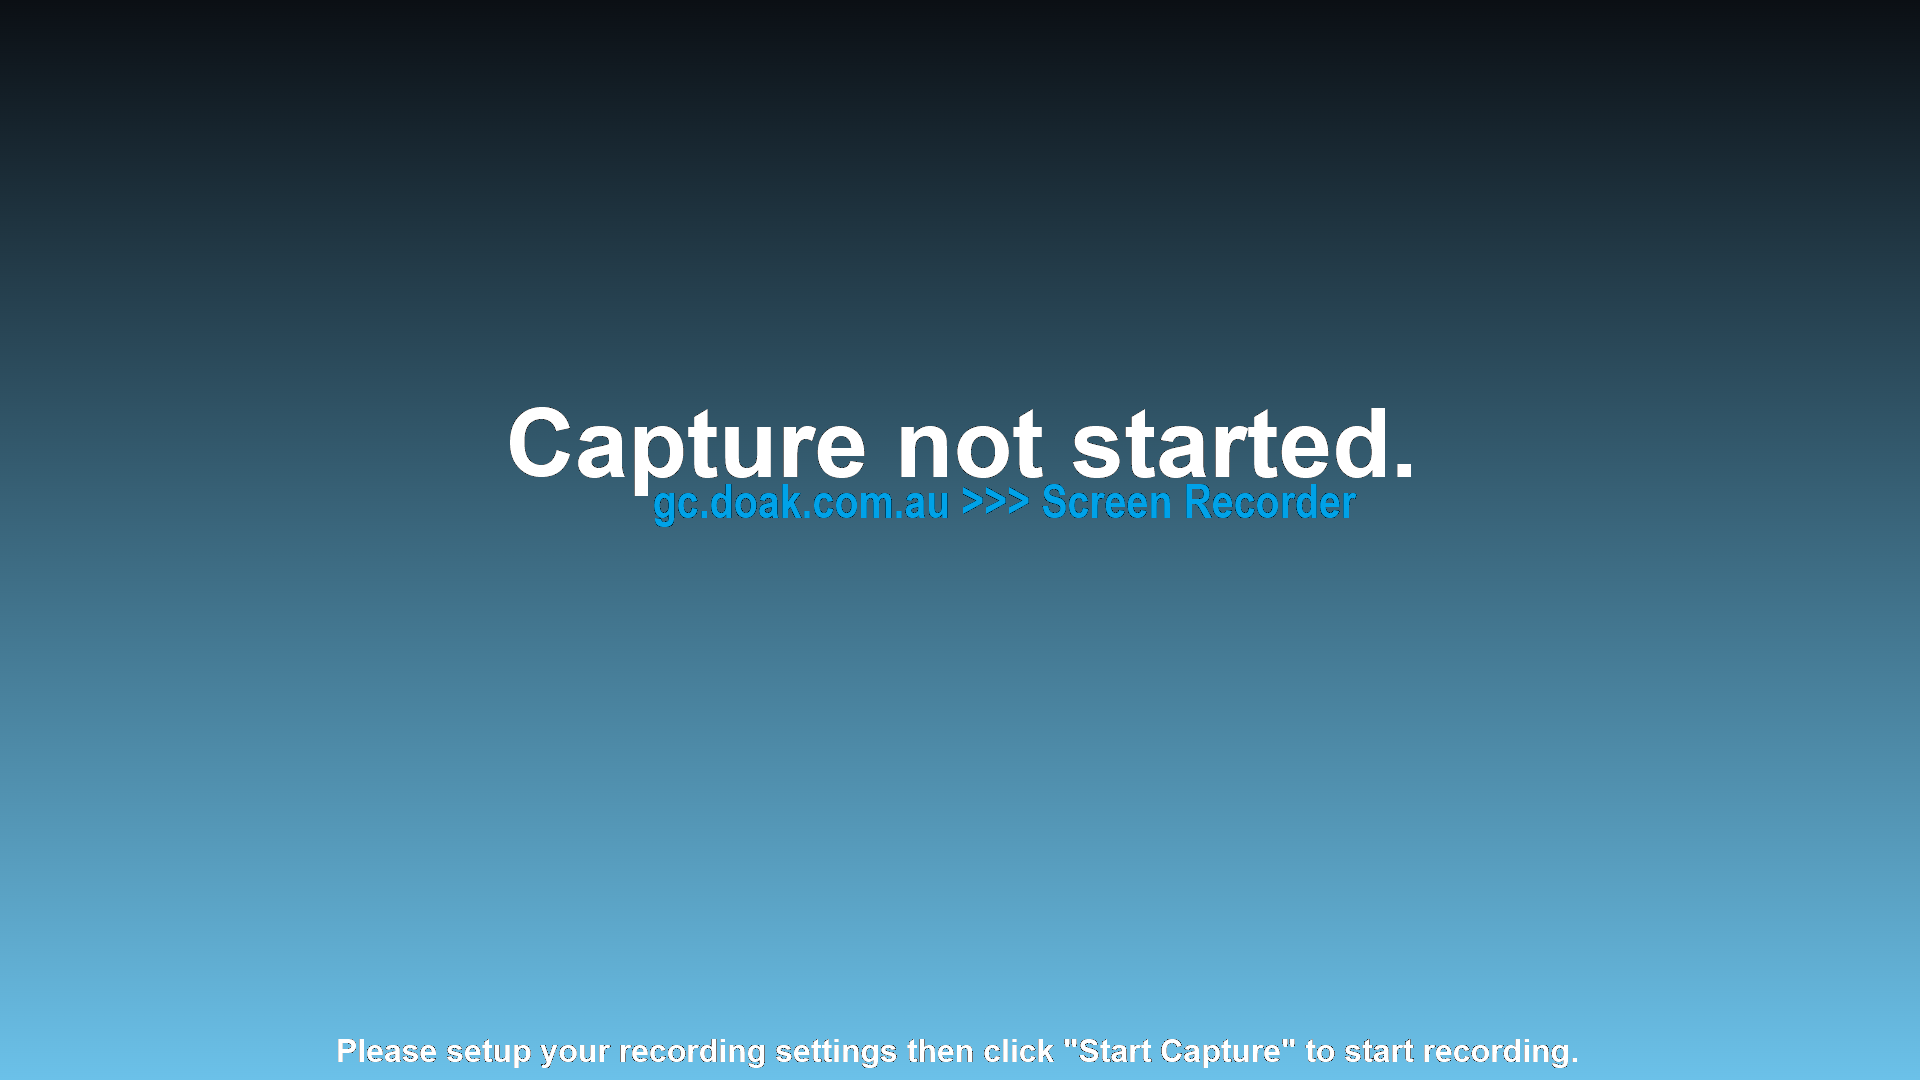 Capture not started.
gc.doak.com.au >>> Screen Recorder
Please setup your recording settings then click "Start Capture" to start recording.